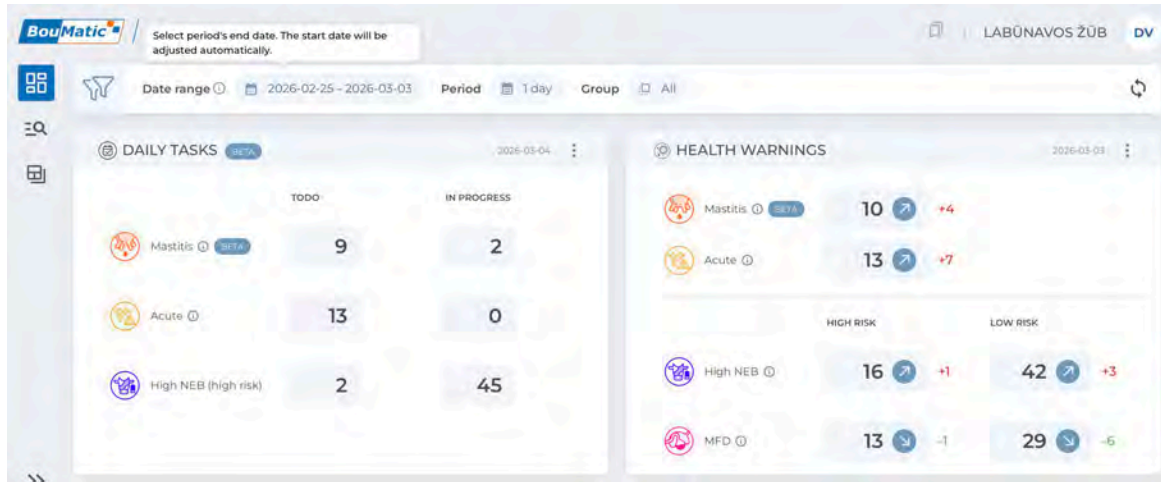 BouMatic
Select period's end date. The start date will be
adjusted automatically.
LABŪNAVOS ŽŪB DV
Date range 2026-02-25 - 2026-03-03 Period 1 day Group All
DAILY TASKS BETA 2026-03-04
TODO IN PROGRESS
Mastitis BETA 9 2
Acute 13 0
High NEB (high risk) 2 45
HEALTH WARNINGS 2026-03-03
Mastitis BETA 10 +4
Acute 13 +7
HIGH RISK LOW RISK
High NEB 16 +1 42 +3
MFD 13 -1 29 -6